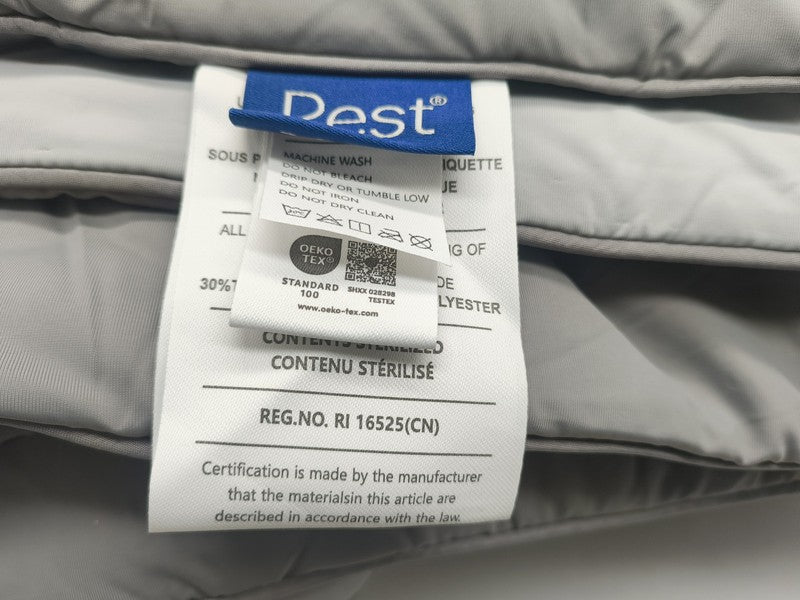 Rest®
SOUS
IQUETTE
MACHINE WASH
DO NOT BLEACH
DRIP DRY OR TUMBLE LOW
DO NOT IRON
DO NOT DRY CLEAN
ALL
NG OF
OEKO
TEX®
STANDARD
100
SHXX 028298
TESTEX
www.oeko-tex.com
30%
LYESTER
CONTENTS STERILIZED
CONTENU STÉRILISÉ
REG.NO. RI 16525(CN)
Certification is made by the manufacturer
that the materialsin this article are
described in accordance with the law.